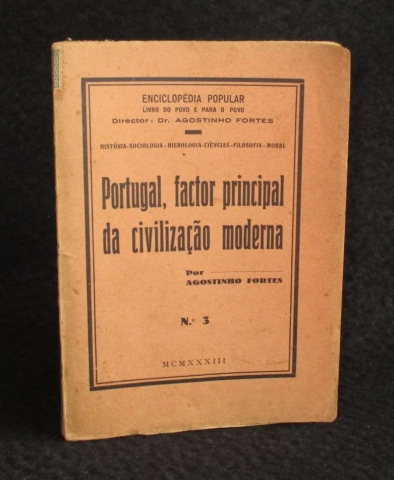 ENCICLOPÉDIA POPULAR
LIVRO DO POVO E PARA O POVO
Director: Dr. AGOSTINHO FORTES
HISTÓRIA-SOCIOLOGIA-HIEROLOGIA-CIÊNCIAS-FILOSOFIA-MORAL
Portugal, factor principal
da civilização moderna
Por
AGOSTINHO FORTES
N.º 3
MCMXXXIII